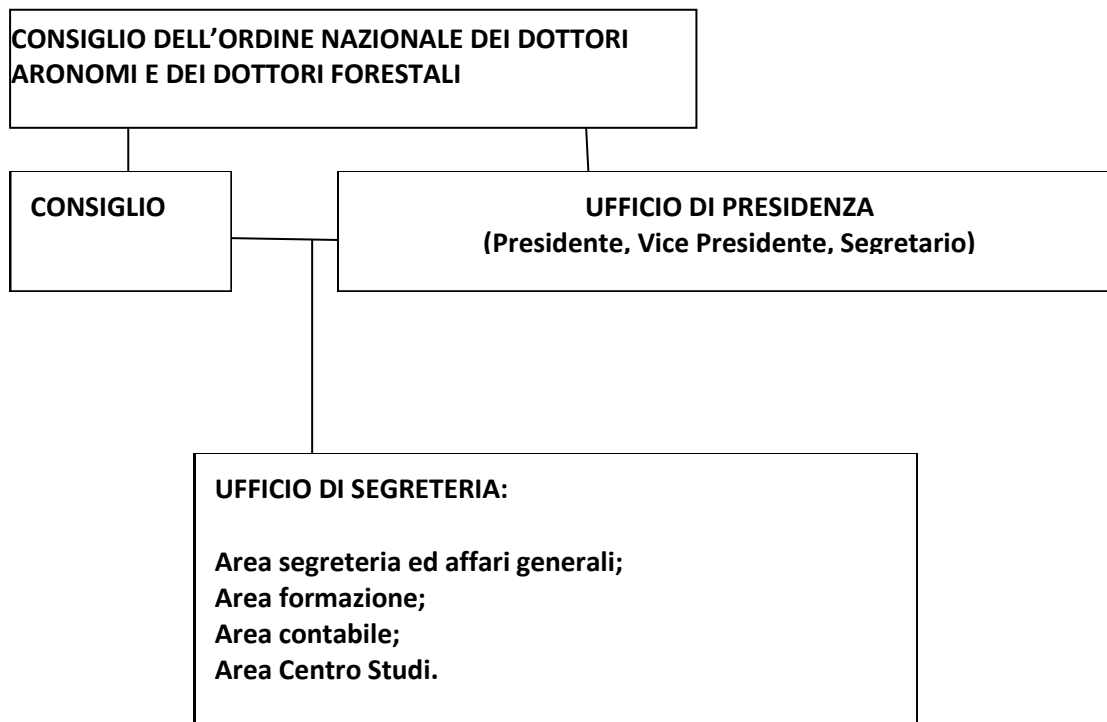 CONSIGLIO DELL’ORDINE NAZIONALE DEI DOTTORI
ARONOMI E DEI DOTTORI FORESTALI
CONSIGLIO
UFFICIO DI PRESIDENZA
(Presidente, Vice Presidente, Segretario)
UFFICIO DI SEGRETERIA:
Area segreteria ed affari generali;
Area formazione;
Area contabile;
Area Centro Studi.